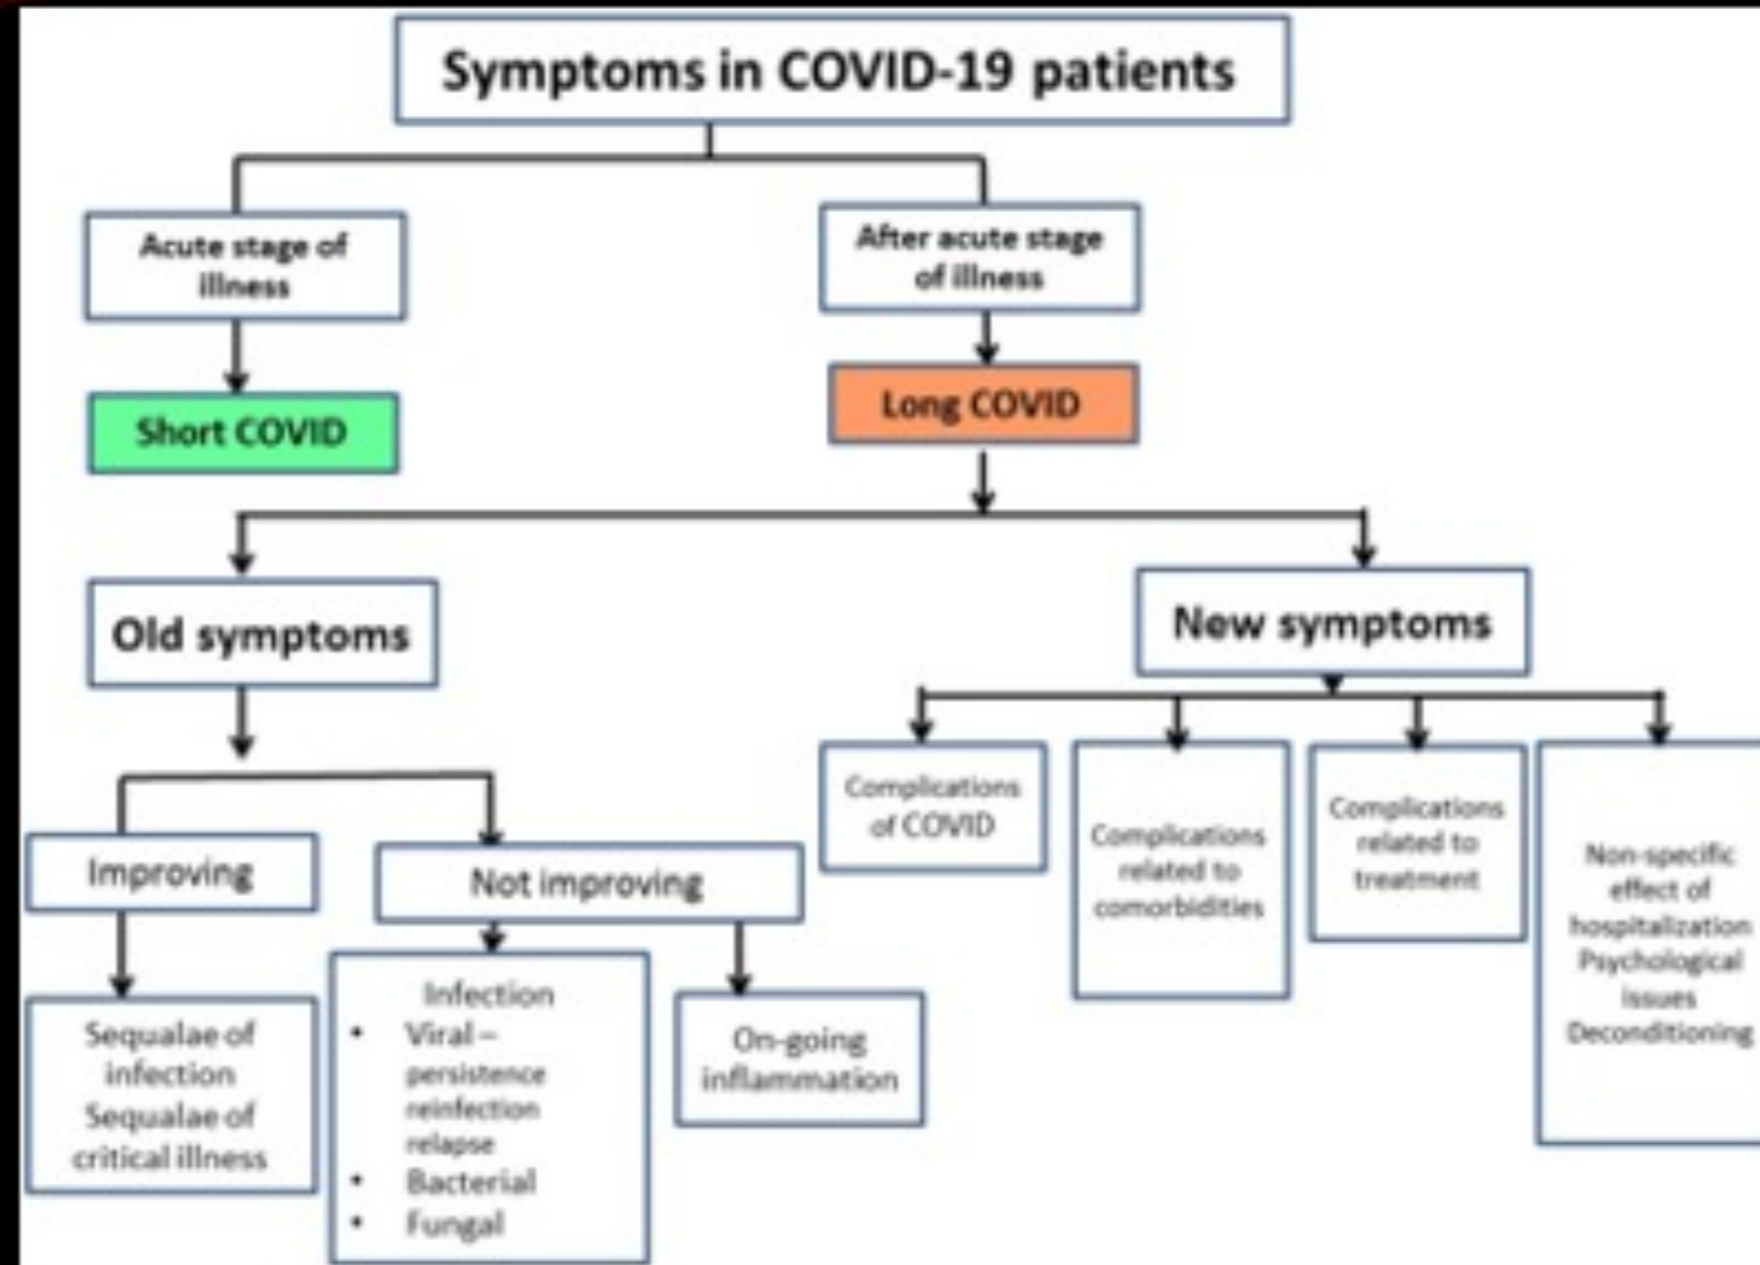 Symptoms in COVID-19 patients
Acute stage of
illness
After acute stage
of illness
Short COVID
Long COVID
Old symptoms
New symptoms
Improving
Not improving
Sequalae of
infection
Sequalae of
critical illness
Infection
• Viral –
persistence
reinfection
relapse
• Bacterial
• Fungal
On-going
inflammation
Complications
of COVID
Complications
related to
comorbidities
Complications
related to
treatment
Non-specific
effect of
hospitalization
Psychological
issues
Deconditioning